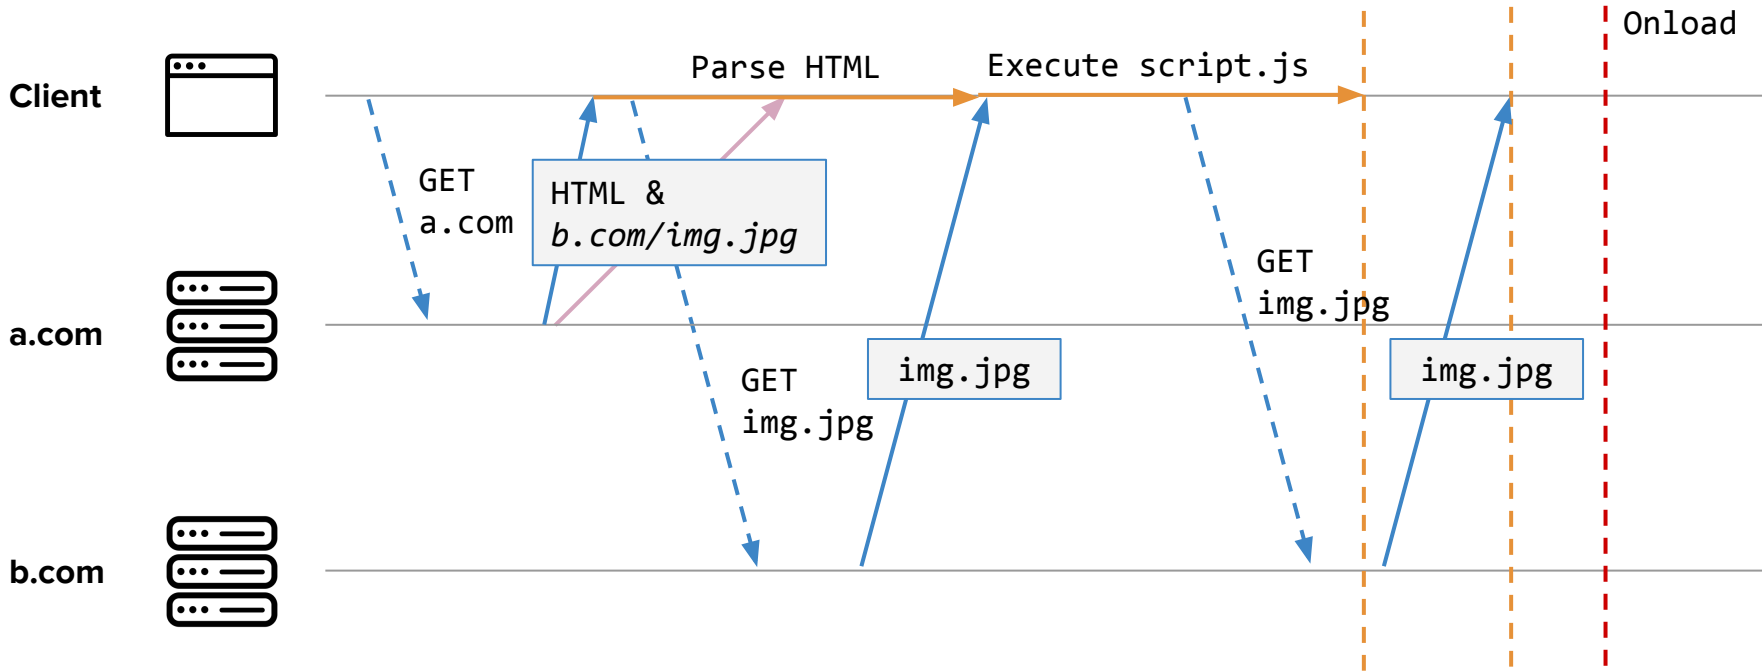 Onload
Parse HTML
Execute script.js
Client
GET
a.com
HTML &
b.com/img.jpg
GET
img.jpg
a.com
GET
img.jpg
img.jpg
img.jpg
b.com